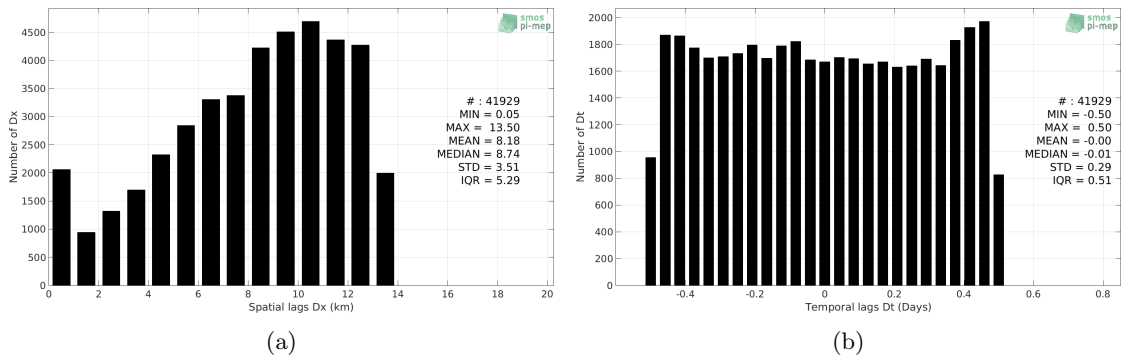 smos
pi-mep
4500
4000
3500
3000
2500
2000
1500
1000
500
0
Number of Dx
# : 41929
MIN = 0.05
MAX = 13.50
MEAN = 8.18
MEDIAN = 8.74
STD = 3.51
IQR = 5.29
0 2 4 6 8 10 12 14 16 18 20
Spatial lags Dx (km)
(a)
smos
pi-mep
2000
1800
1600
1400
1200
1000
800
600
400
200
0
Number of Dt
# : 41929
MIN = -0.50
MAX = 0.50
MEAN = -0.00
MEDIAN = -0.01
STD = 0.29
IQR = 0.51
-0.4 -0.2 0 0.2 0.4 0.6 0.8
Temporal lags Dt (Days)
(b)